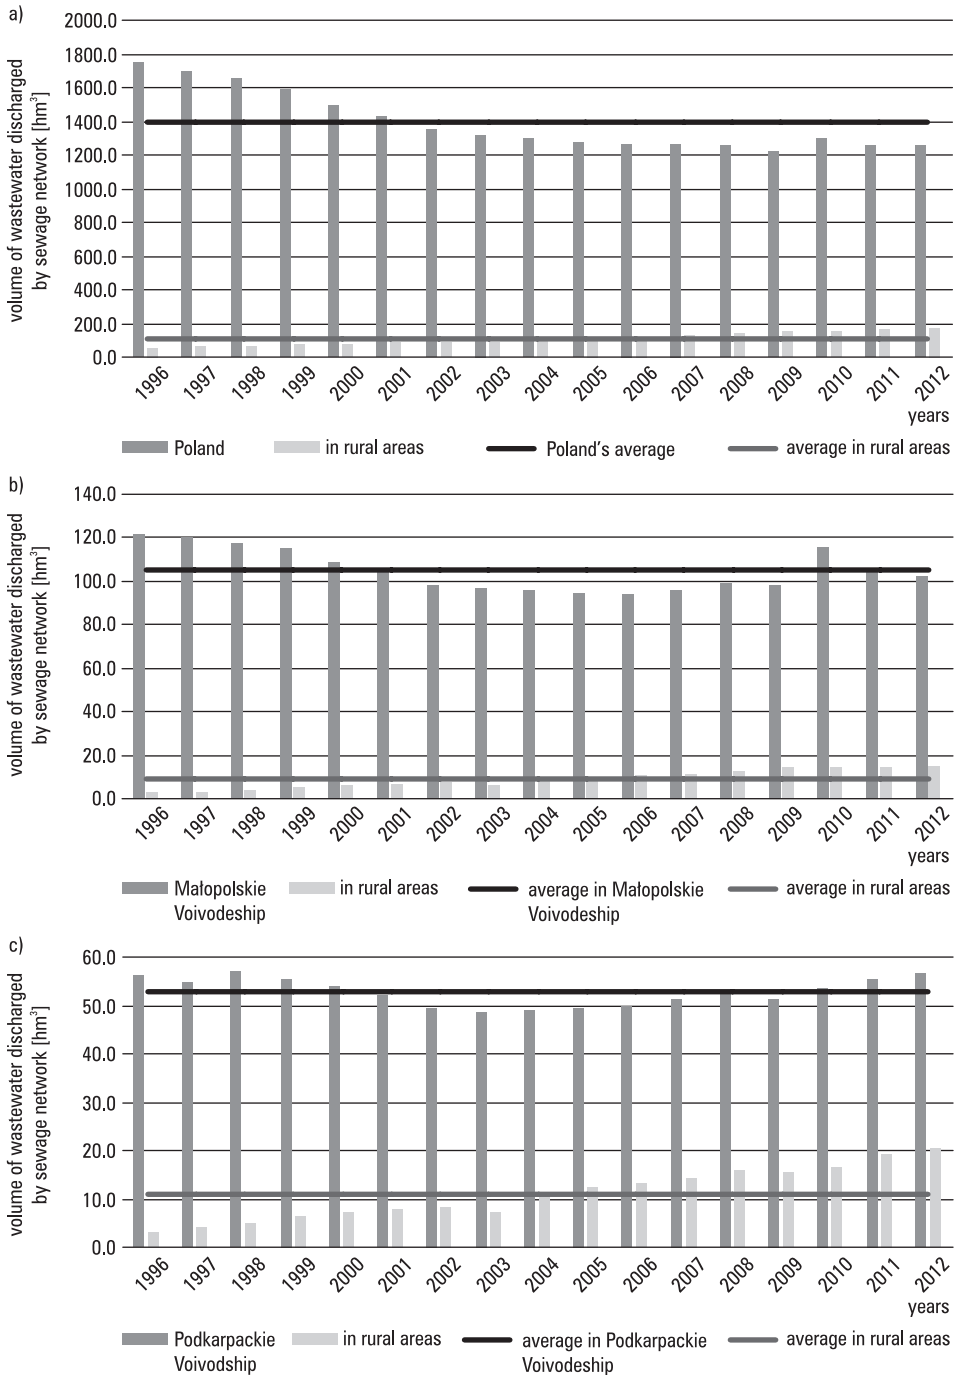 a)
volume of wastewater discharged
by sewage network [hm³]
2000.0
1800.0
1600.0
1400.0
1200.0
1000.0
800.0
600.0
400.0
200.0
0.0
1996 1997 1998 1999 2000 2001 2002 2003 2004 2005 2006 2007 2008 2009 2010 2011 2012
years
Poland in rural areas Poland's average average in rural areas
b)
volume of wastewater discharged
by sewage network [hm³]
140.0
120.0
100.0
80.0
60.0
40.0
20.0
0.0
1996 1997 1998 1999 2000 2001 2002 2003 2004 2005 2006 2007 2008 2009 2010 2011 2012
years
Małopolskie in rural areas average in Małopolskie average in rural areas
Voivodeship Voivodeship
c)
volume of wastewater discharged
by sewage network [hm³]
60.0
50.0
40.0
30.0
20.0
10.0
0.0
1996 1997 1998 1999 2000 2001 2002 2003 2004 2005 2006 2007 2008 2009 2010 2011 2012
years
Podkarpackie in rural areas average in Podkarpackie average in rural areas
Voivodship Voivodeship